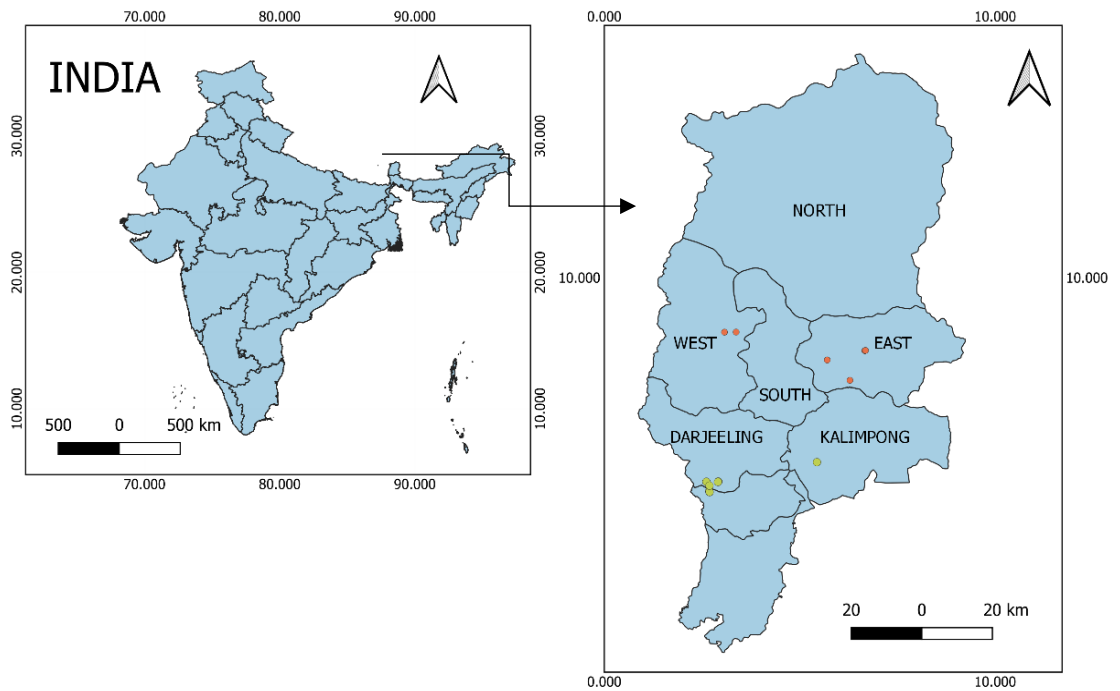 70.000 80.000 90.000
0.000 10.000
INDIA
30.000 30.000
NORTH
20.000 20.000
10.000 10.000
WEST EAST
SOUTH
10.000 10.000
500 0 500 km
DARJEELING KALIMPONG
70.000 80.000 90.000
20 0 20 km
0.000 10.000